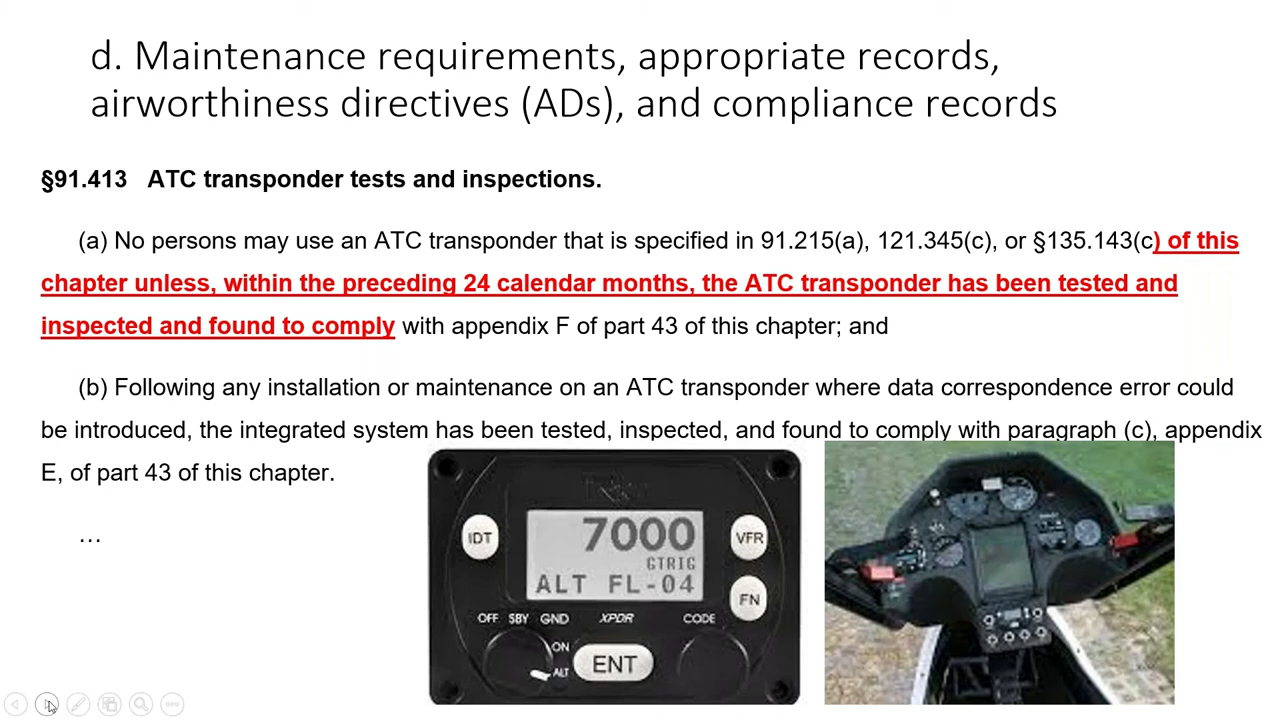 d. Maintenance requirements, appropriate records,
airworthiness directives (ADs), and compliance records
§91.413 ATC transponder tests and inspections.
(a) No persons may use an ATC transponder that is specified in 91.215(a), 121.345(c), or §135.143(c) of this
chapter unless, within the preceding 24 calendar months, the ATC transponder has been tested and
inspected and found to comply with appendix F of part 43 of this chapter; and
(b) Following any installation or maintenance on an ATC transponder where data correspondence error could
be introduced, the integrated system has been tested, inspected, and found to comply with paragraph (c), appendix
E, of part 43 of this chapter.
…
7000
IDT
VFR
GTRIG
ALT FL-04
FN
OFF SBY GND XPDR CODE
ON
ENT
ALT